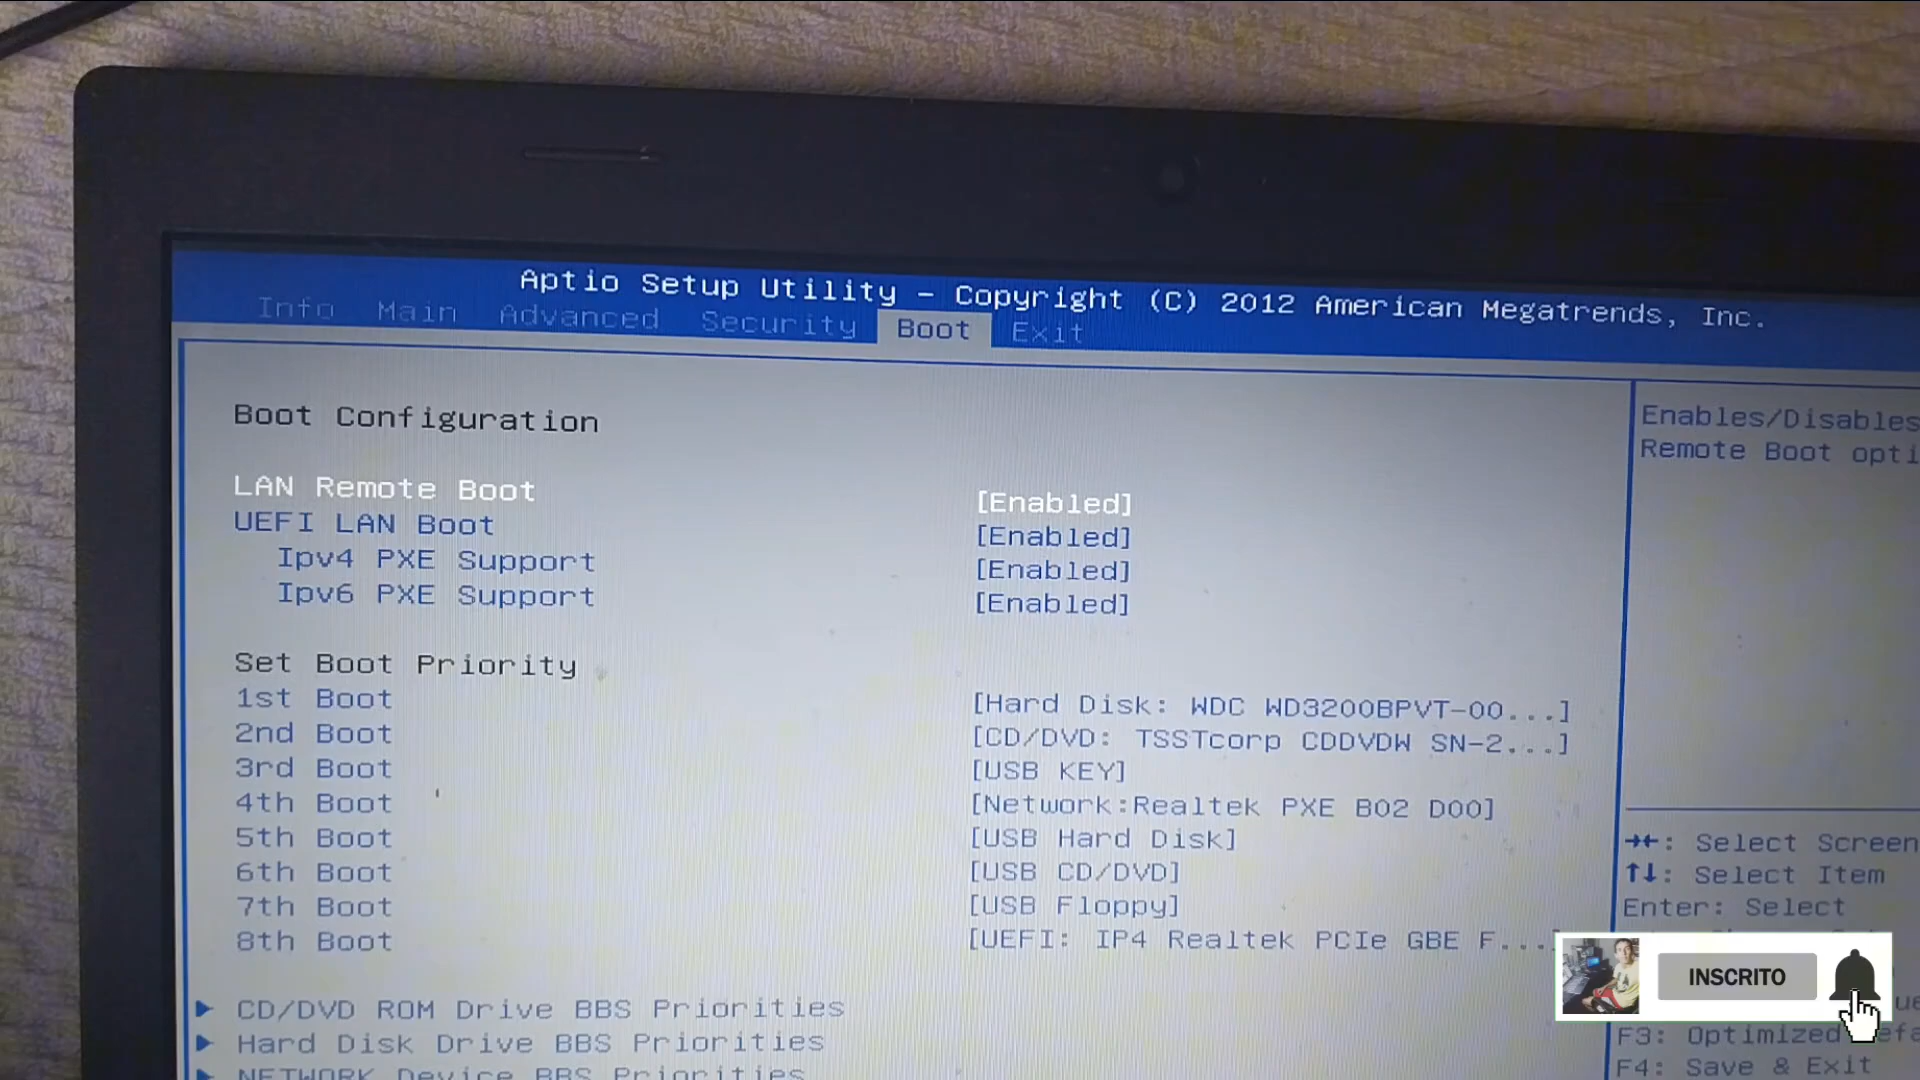 Aptio Setup Utility – Copyright (C) 2012 American Megatrends, Inc.
Info Main Advanced Security Boot Exit
Boot Configuration
LAN Remote Boot [Enabled]
UEFI LAN Boot [Enabled]
Ipv4 PXE Support [Enabled]
Ipv6 PXE Support [Enabled]
Set Boot Priority
1st Boot [Hard Disk: WDC WD3200BPVT-00...]
2nd Boot [CD/DVD: TSSTcorp CDDVDW SN-2...]
3rd Boot [USB KEY]
4th Boot [Network:Realtek PXE B02 D00]
5th Boot [USB Hard Disk]
6th Boot [USB CD/DVD]
7th Boot [USB Floppy]
8th Boot [UEFI: IP4 Realtek PCIe GBE F...]
CD/DVD ROM Drive BBS Priorities
Hard Disk Drive BBS Priorities
NETWORK Device BBS Priorities
Enables/Disables
Remote Boot opti
→←: Select Screen
↑↓: Select Item
Enter: Select
F3: Optimized
F4: Save & Exit
INSCRITO